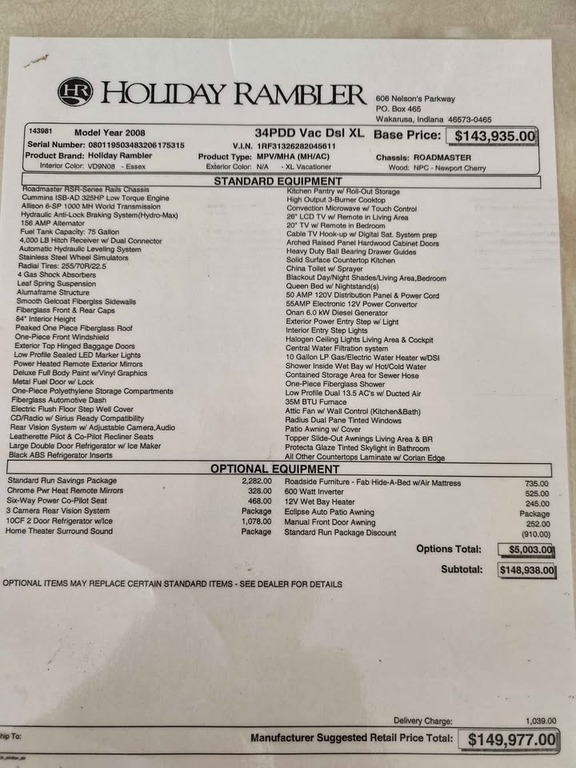 HR HOLIDAY RAMBLER
606 Nelson's Parkway
PO. Box 465
Wakarusa, Indiana 46573-0465
143981 Model Year 2008 34PDD Vac Dsl XL Base Price: $143,935.00
Serial Number: 080119503483206175315 V.I.N. 1RF31326282045611
Product Brand: Holiday Rambler Product Type: MPV/MHA (MH/AC) Chassis: ROADMASTER
Interior Color: VD9N08 - Essex Exterior Color: N/A - XL Vacationer Wood: NPC - Newport Cherry
STANDARD EQUIPMENT
Roadmaster RSR-Series Rails Chassis
Cummins ISB-AD 325HP Low Torque Engine
Allison 6-SP 1000 MH World Transmission
Hydraulic Anti-Lock Braking System(Hydro-Max)
156 AMP Alternator
Fuel Tank Capacity: 75 Gallon
4,000 LB Hitch Receiver w/ Dual Connector
Automatic Hydraulic Leveling System
Stainless Steel Wheel Simulators
Radial Tires: 255/70R/22.5
4 Gas Shock Absorbers
Leaf Spring Suspension
Alumaframe Structure
Smooth Gelcoat Fiberglss Sidewalls
Fiberglass Front & Rear Caps
84" Interior Height
Peaked One Piece Fiberglass Roof
One-Piece Front Windshield
Exterior Top Hinged Baggage Doors
Low Profile Sealed LED Marker Lights
Power Heated Remote Exterior Mirrors
Deluxe Full Body Paint w/Vinyl Graphics
Metal Fuel Door w/ Lock
One-Piece Polyethylene Storage Compartments
Fiberglass Automotive Dash
Electric Flush Floor Step Well Cover
CD/Radio w/ Sirius Ready Compatibility
Rear Vision System w/ Adjustable Camera,Audio
Leatherette Pilot & Co-Pilot Recliner Seats
Large Double Door Refrigerator w/ Ice Maker
Black ABS Refrigerator Inserts
Kitchen Pantry w/ Roll-Out Storage
High Output 3-Burner Cooktop
Convection Microwave w/ Touch Control
26" LCD TV w/ Remote in Living Area
20" TV w/ Remote in Bedroom
Cable TV Hook-up w/ Digital Sat. System prep
Arched Raised Panel Hardwood Cabinet Doors
Heavy Duty Ball Bearing Drawer Guides
Solid Surface Countertop Kitchen
China Toilet w/ Sprayer
Blackout Day/Night Shades/Living Area,Bedroom
Queen Bed w/ Nightstand(s)
50 AMP 120V Distribution Panel & Power Cord
55AMP Electronic 12V Power Convertor
Onan 6.0 kW Diesel Generator
Exterior Power Entry Step w/ Light
Interior Entry Step Lights
Halogen Ceiling Lights Living Area & Cockpit
Central Water Filtration system
10 Gallon LP Gas/Electric Water Heater w/DSI
Shower Inside Wet Bay w/ Hot/Cold Water
Contained Storage Area for Sewer Hose
One-Piece Fiberglass Shower
Low Profile Dual 13.5 AC's w/ Ducted Air
35M BTU Furnace
Attic Fan w/ Wall Control (Kitchen&Bath)
Radius Dual Pane Tinted Windows
Patio Awning w/ Cover
Topper Slide-Out Awnings Living Area & BR
Protecta Glaze Tinted Skylight in Bathroom
All Other Countertops Laminate w/ Corian Edge
OPTIONAL EQUIPMENT
Standard Run Savings Package 2,282.00
Chrome Pwr Heat Remote Mirrors 328.00
Six-Way Power Co-Pilot Seat 468.00
3 Camera Rear Vision System Package
10CF 2 Door Refrigerator w/Ice 1,078.00
Home Theater Surround Sound Package
Roadside Furniture - Fab Hide-A-Bed w/Air Mattress 735.00
600 Watt Inverter 525.00
12V Wet Bay Heater 245.00
Eclipse Auto Patio Awning Package
Manual Front Door Awning 252.00
Standard Run Package Discount (910.00)
Options Total: $5,003.00
Subtotal: $148,938.00
OPTIONAL ITEMS MAY REPLACE CERTAIN STANDARD ITEMS - SEE DEALER FOR DETAILS
Delivery Charge: 1,039.00
hip To: Manufacturer Suggested Retail Price Total: $149,977.00